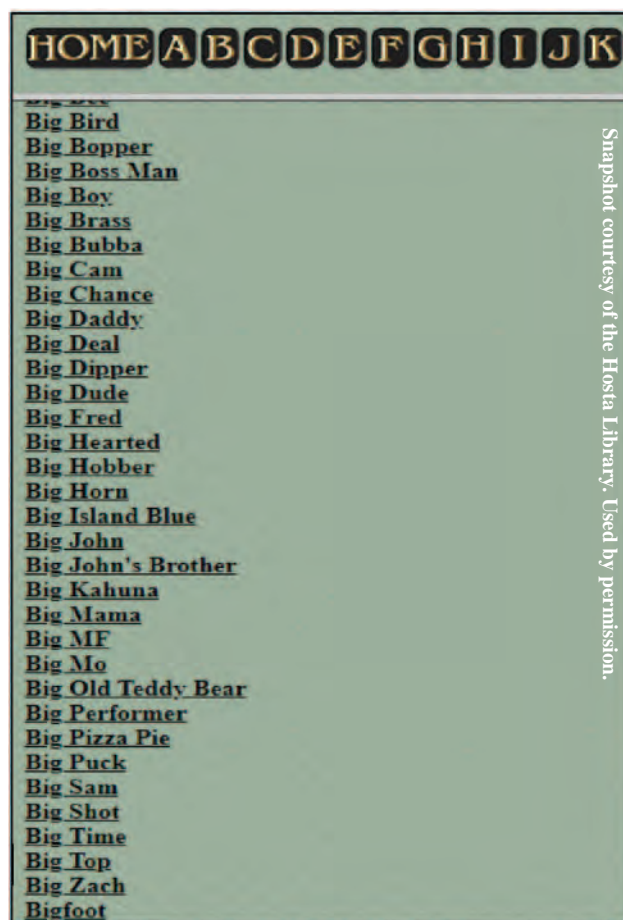 HOME A B C D E F G H I J K
Big Bird
Big Bopper
Big Boss Man
Big Boy
Big Brass
Big Bubba
Big Cam
Big Chance
Big Daddy
Big Deal
Big Dipper
Big Dude
Big Fred
Big Hearted
Big Hobber
Big Horn
Big Island Blue
Big John
Big John's Brother
Big Kahuna
Big Mama
Big MF
Big Mo
Big Old Teddy Bear
Big Performer
Big Pizza Pie
Big Puck
Big Sam
Big Shot
Big Time
Big Top
Big Zach
Bigfoot
Snapshot courtesy of the Hosta Library. Used by permission.